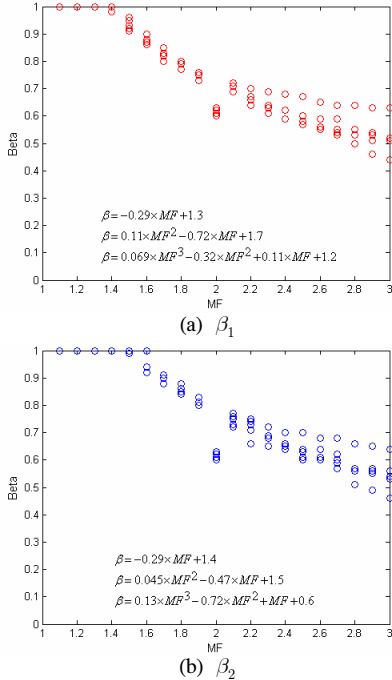 1
0.9
0.8
0.7
0.6
0.5
0.4
0.3
0.2
0.1
0
Beta
β=−0.29×MF+1.3
β=0.11×MF²−0.72×MF+1.7
β=0.069×MF³−0.32×MF²+0.11×MF+1.2
1 1.2 1.4 1.6 1.8 2 2.2 2.4 2.6 2.8 3
MF
(a) β₁
1
0.9
0.8
0.7
0.6
0.5
0.4
0.3
0.2
0.1
0
Beta
β=−0.29×MF+1.4
β=0.045×MF²−0.47×MF+1.5
β=0.13×MF³−0.72×MF²+MF+0.6
1 1.2 1.4 1.6 1.8 2 2.2 2.4 2.6 2.8 3
MF
(b) β₂